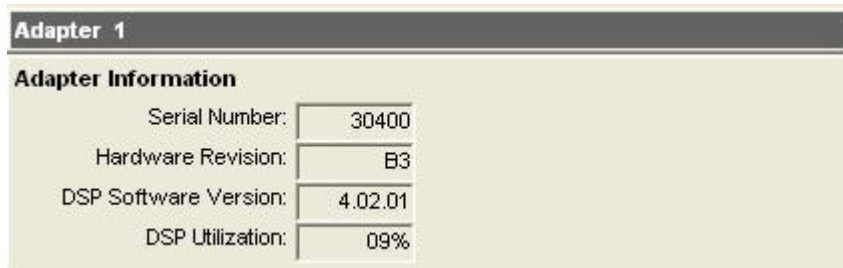 Adapter 1
Adapter Information
Serial Number: 30400
Hardware Revision: B3
DSP Software Version: 4.02.01
DSP Utilization: 09%